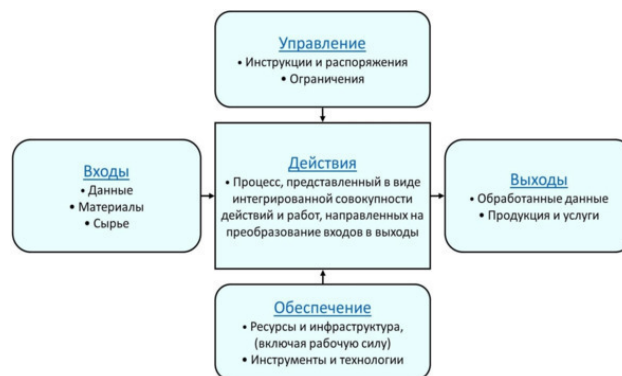 Управление
• Инструкции и распоряжения
• Ограничения
Входы
• Данные
• Материалы
• Сырье
Действия
• Процесс, представленный в виде
интегрированной совокупности
действий и работ, направленных на
преобразование входов в выходы
Выходы
• Обработанные данные
• Продукция и услуги
Обеспечение
• Ресурсы и инфраструктура,
(включая рабочую силу)
• Инструменты и технологии